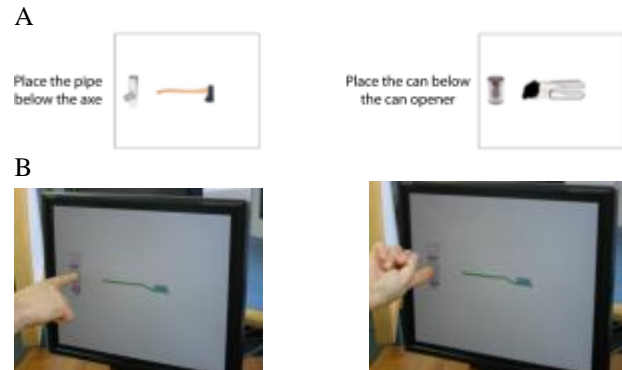 A
Place the pipe
below the axe
Place the can below
the can opener
B